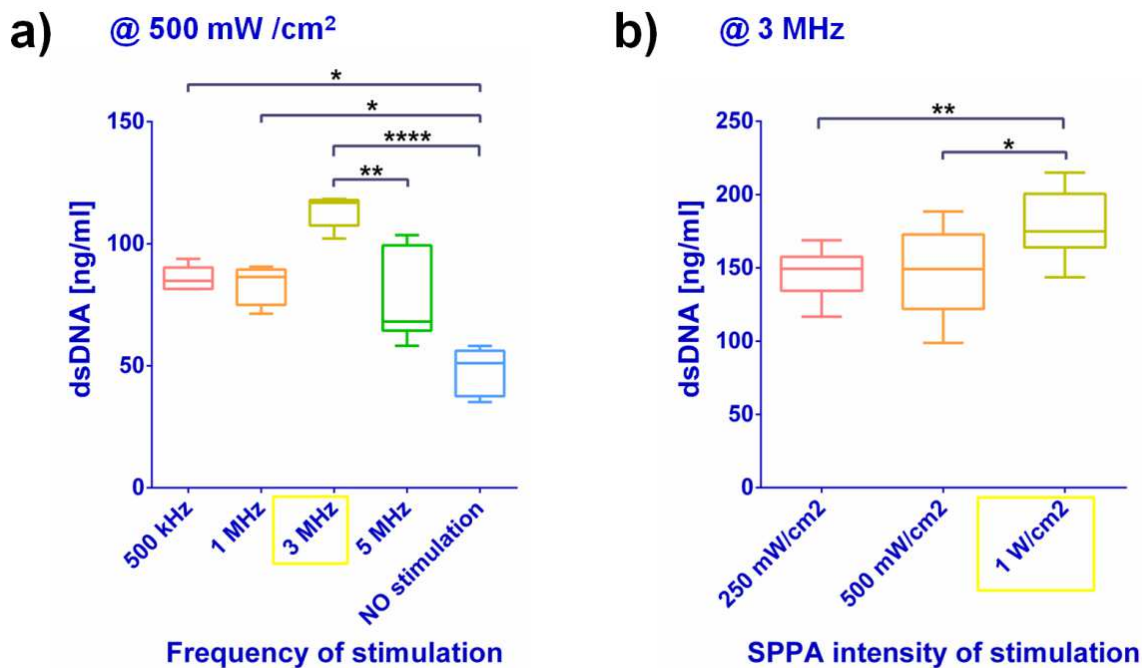 a)
@ 500 mW /cm²
*
*
****
**
150
100
50
0
dsDNA [ng/ml]
500 kHz
1 MHz
3 MHz
5 MHz
NO stimulation
Frequency of stimulation
b)
@ 3 MHz
**
*
250
200
150
100
50
0
dsDNA [ng/ml]
250 mW/cm2
500 mW/cm2
1 W/cm2
SPPA intensity of stimulation